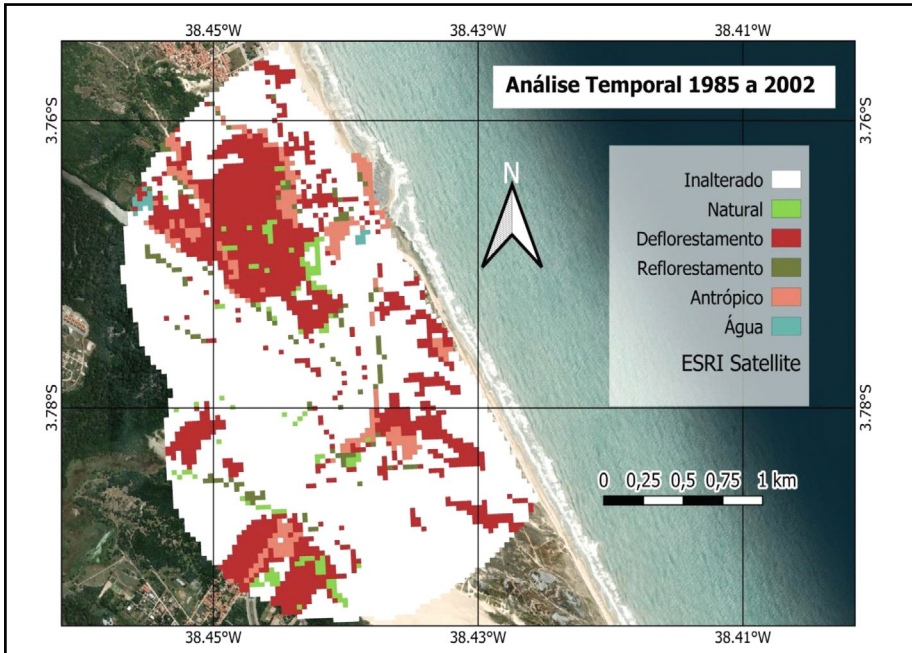 38.45°W 38.43°W 38.41°W
Análise Temporal 1985 a 2002
3.76°S 3.76°S
N
Inalterado
Natural
Deflorestamento
Reflorestamento
Antrópico
Água
ESRI Satellite
3.78°S 3.78°S
0 0,25 0,5 0,75 1 km
38.45°W 38.43°W 38.41°W